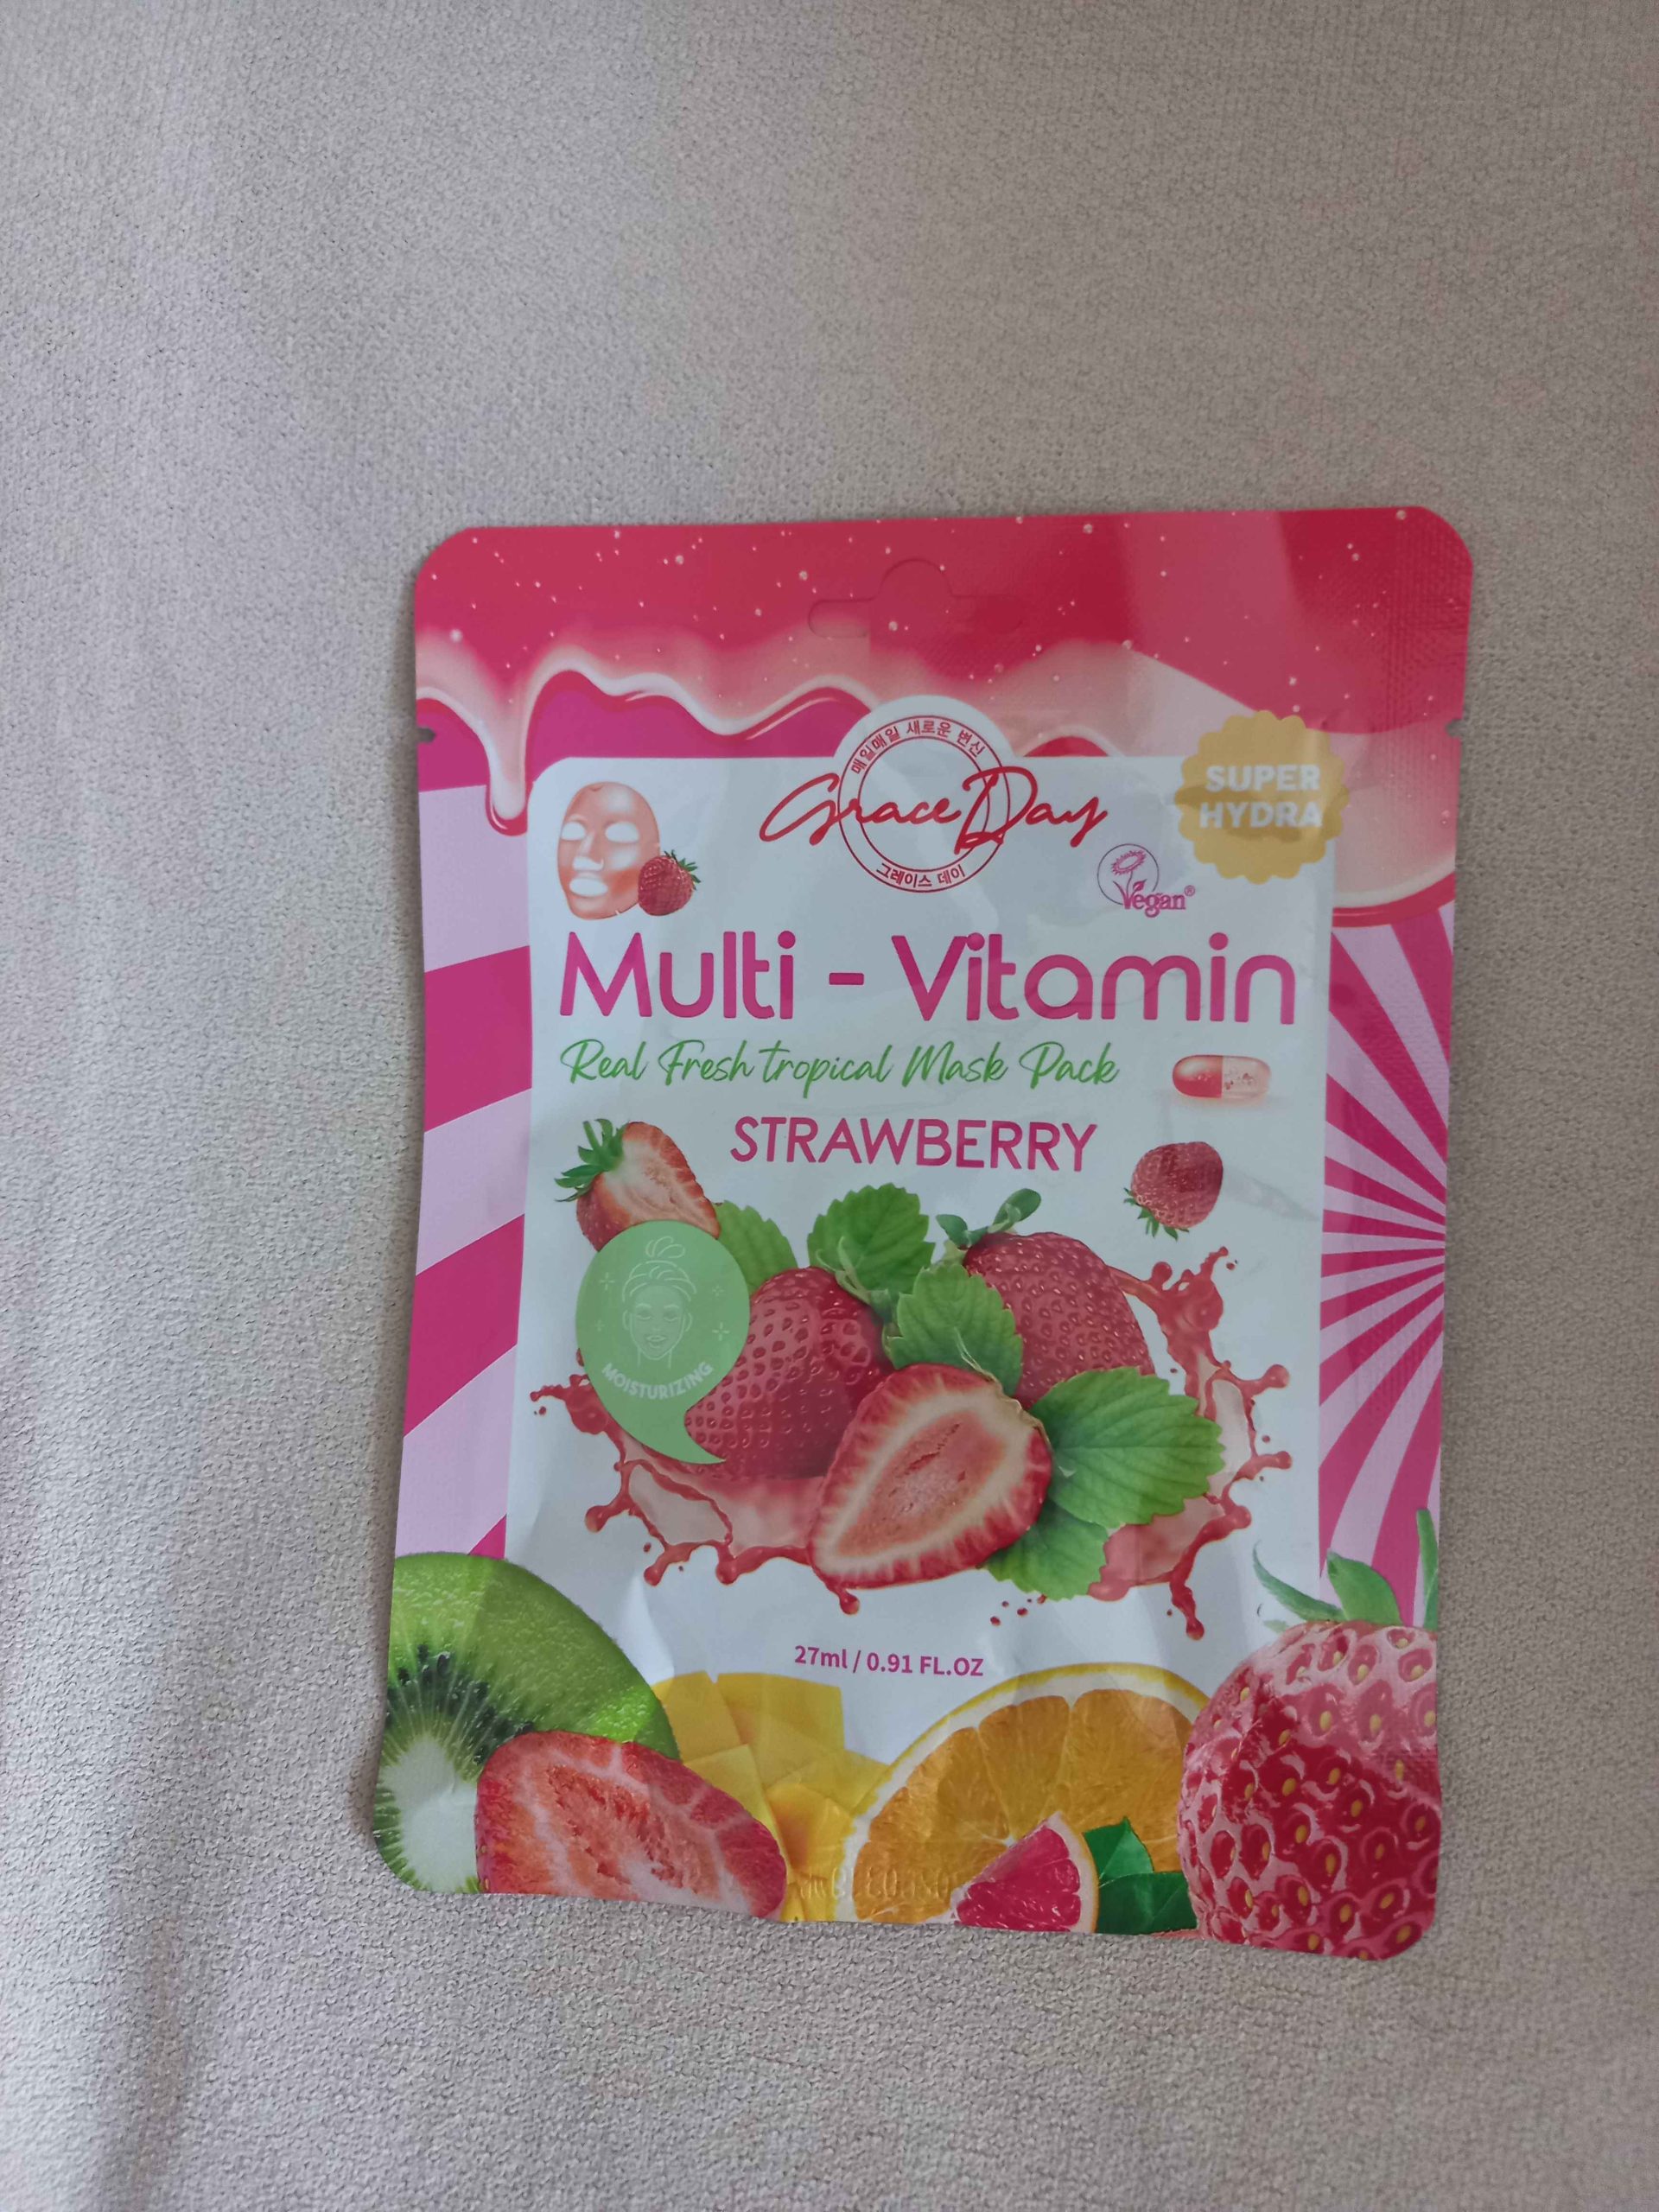 매일매일 새로운 변신
Grace Day
그레이스 데이
SUPER
HYDRA
Vegan®
Multi - Vitamin
Real Fresh tropical Mask Pack
STRAWBERRY
MOISTURIZING
27ml / 0.91 FL.OZ